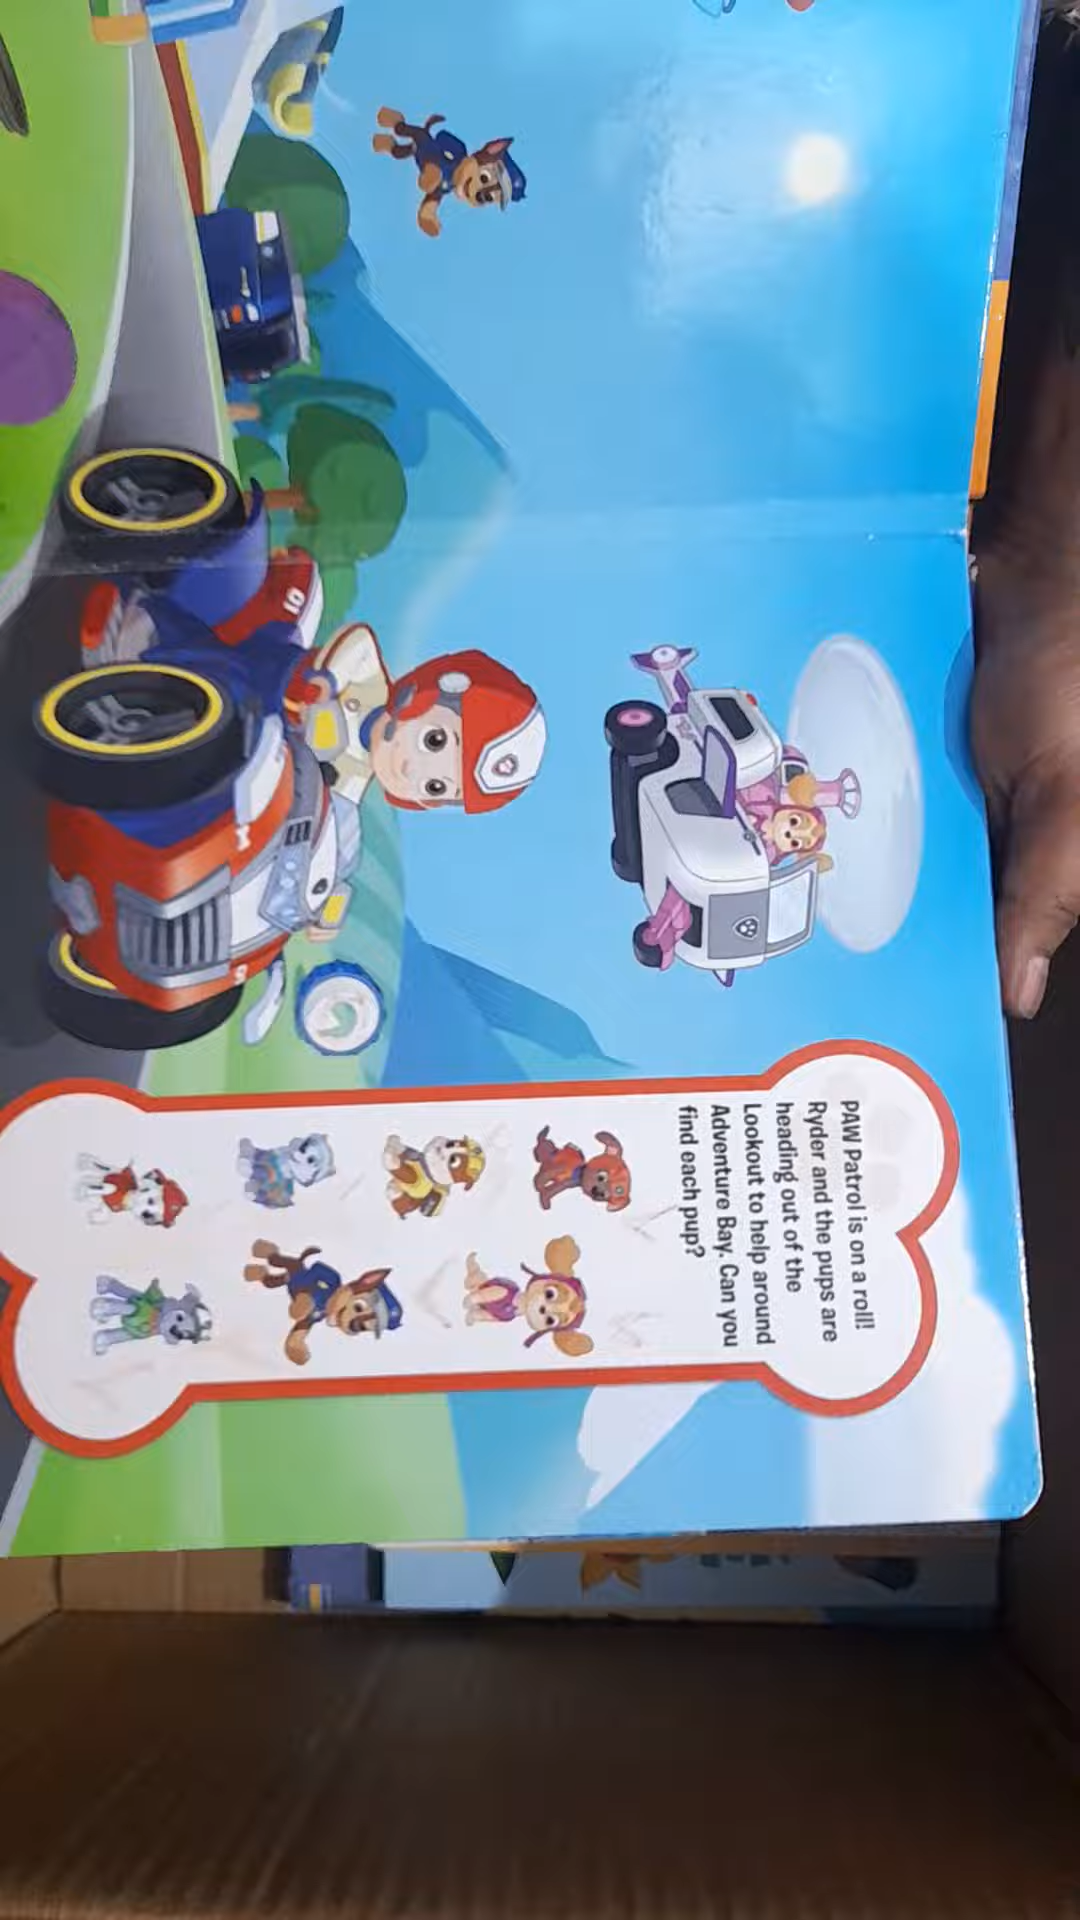 PAW Patrol is on a roll!
Ryder and the pups are
heading out of the
Lookout to help around
Adventure Bay. Can you
find each pup?
10